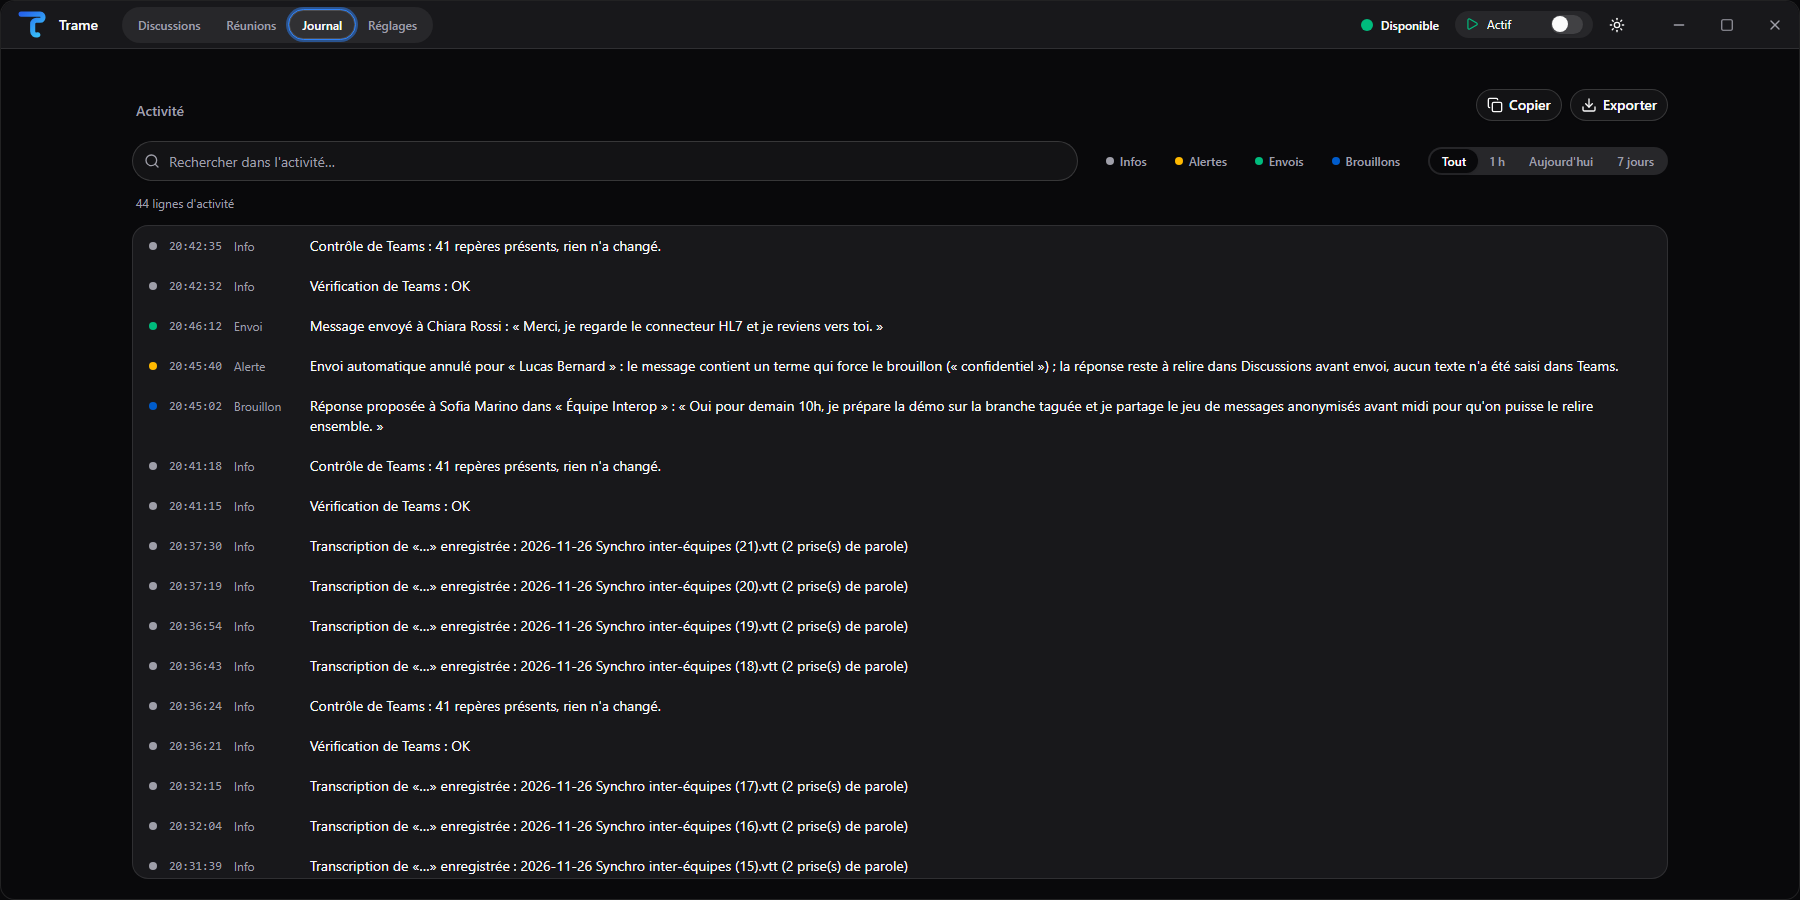 Trame
Discussions Réunions Journal Réglages
Disponible
Actif
Activité
Copier
Exporter
Rechercher dans l'activité...
Infos Alertes Envois Brouillons
Tout 1 h Aujourd'hui 7 jours
44 lignes d'activité
20:42:35 Info Contrôle de Teams : 41 repères présents, rien n'a changé.
20:42:32 Info Vérification de Teams : OK
20:46:12 Envoi Message envoyé à Chiara Rossi : « Merci, je regarde le connecteur HL7 et je reviens vers toi. »
20:45:40 Alerte Envoi automatique annulé pour « Lucas Bernard » : le message contient un terme qui force le brouillon (« confidentiel ») ; la réponse reste à relire dans Discussions avant envoi, aucun texte n'a été saisi dans Teams.
20:45:02 Brouillon Réponse proposée à Sofia Marino dans « Équipe Interop » : « Oui pour demain 10h, je prépare la démo sur la branche taguée et je partage le jeu de messages anonymisés avant midi pour qu'on puisse le relire
ensemble. »
20:41:18 Info Contrôle de Teams : 41 repères présents, rien n'a changé.
20:41:15 Info Vérification de Teams : OK
20:37:30 Info Transcription de «...» enregistrée : 2026-11-26 Synchro inter-équipes (21).vtt (2 prise(s) de parole)
20:37:19 Info Transcription de «...» enregistrée : 2026-11-26 Synchro inter-équipes (20).vtt (2 prise(s) de parole)
20:36:54 Info Transcription de «...» enregistrée : 2026-11-26 Synchro inter-équipes (19).vtt (2 prise(s) de parole)
20:36:43 Info Transcription de «...» enregistrée : 2026-11-26 Synchro inter-équipes (18).vtt (2 prise(s) de parole)
20:36:24 Info Contrôle de Teams : 41 repères présents, rien n'a changé.
20:36:21 Info Vérification de Teams : OK
20:32:15 Info Transcription de «...» enregistrée : 2026-11-26 Synchro inter-équipes (17).vtt (2 prise(s) de parole)
20:32:04 Info Transcription de «...» enregistrée : 2026-11-26 Synchro inter-équipes (16).vtt (2 prise(s) de parole)
20:31:39 Info Transcription de «...» enregistrée : 2026-11-26 Synchro inter-équipes (15).vtt (2 prise(s) de parole)